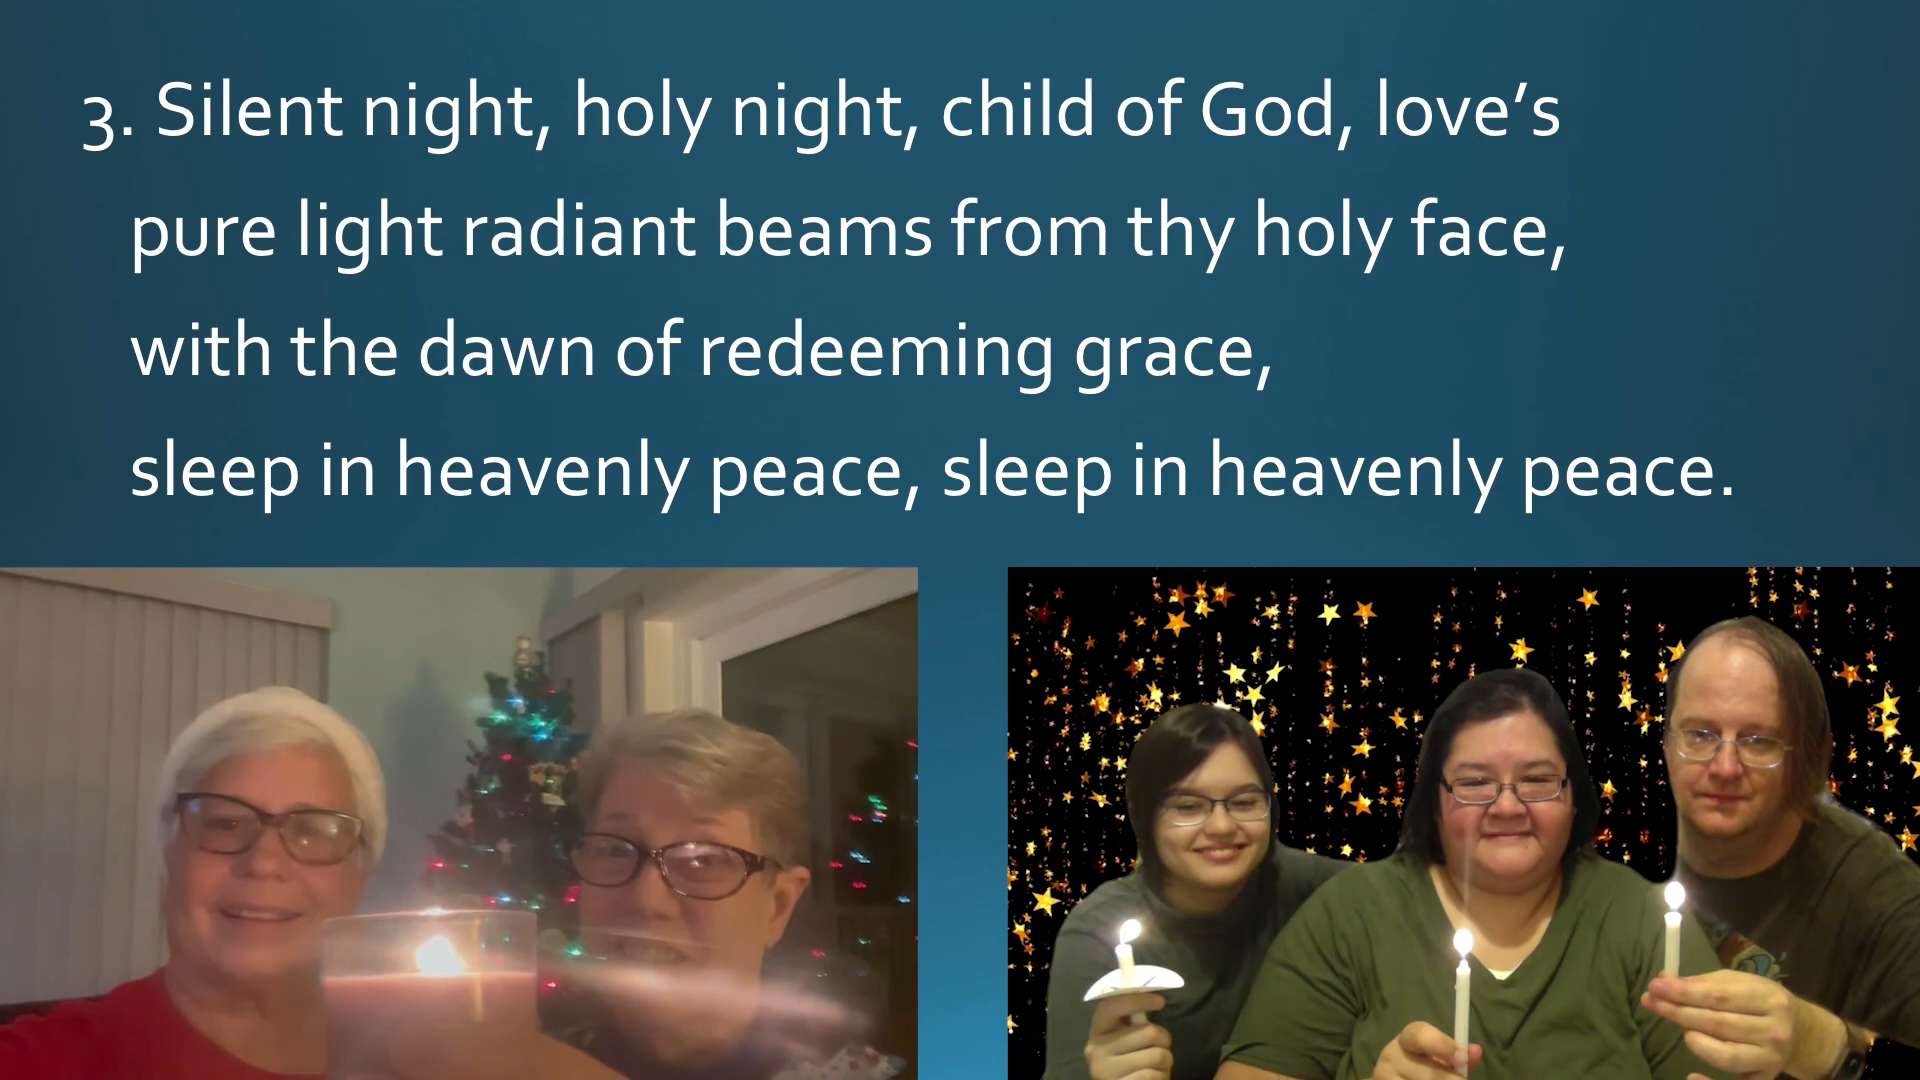 3. Silent night, holy night, child of God, love’s
pure light radiant beams from thy holy face,
with the dawn of redeeming grace,
sleep in heavenly peace, sleep in heavenly peace.